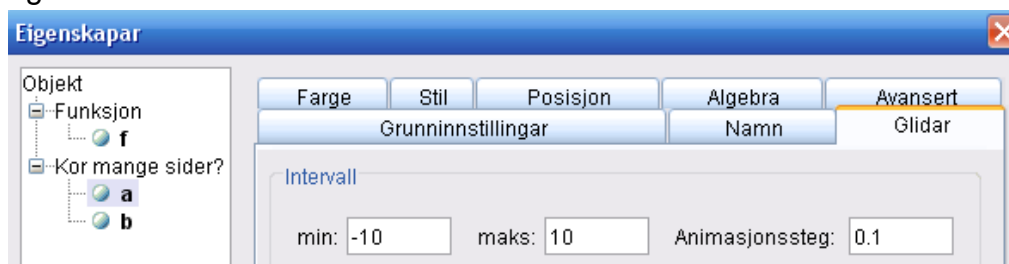 Eigenskapar
Objekt
Funksjon
f
Kor mange sider?
a
b
Farge Stil Posisjon Algebra Avansert
Grunninnstillingar Namn Glidar
Intervall
min: -10 maks: 10 Animasjonssteg: 0.1